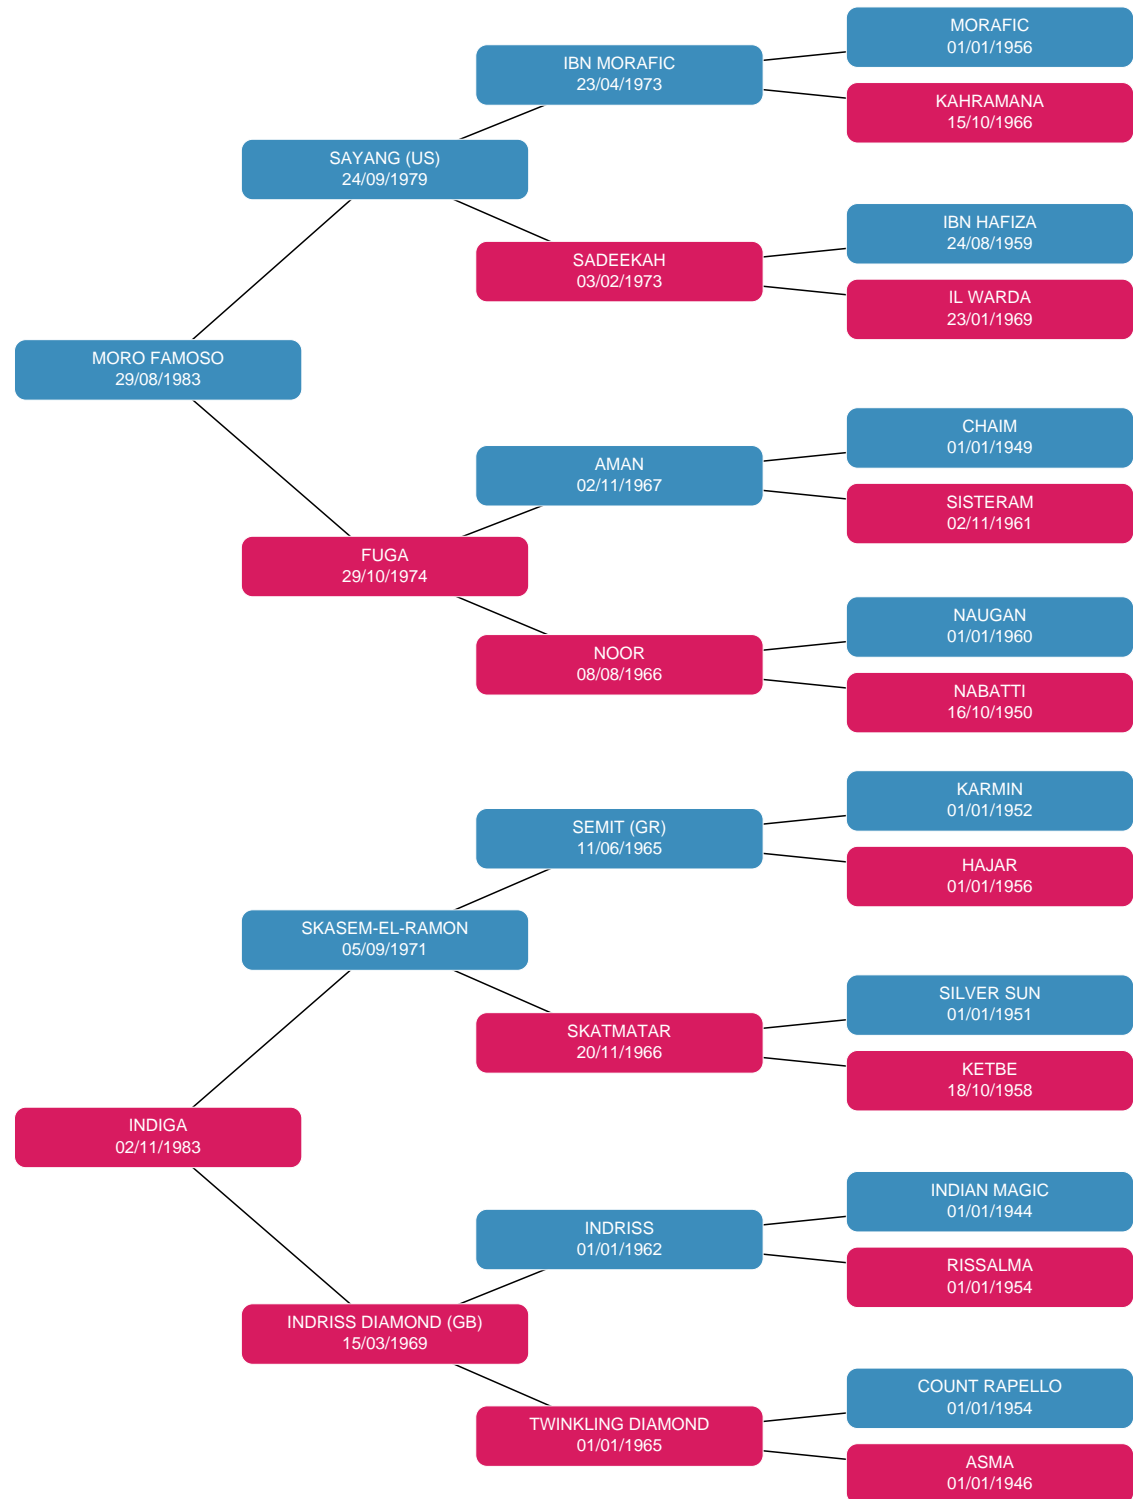 MORAFIC
01/01/1956
IBN MORAFIC
23/04/1973
KAHRAMANA
15/10/1966
SAYANG (US)
24/09/1979
IBN HAFIZA
24/08/1959
SADEEKAH
03/02/1973
IL WARDA
23/01/1969
MORO FAMOSO
29/08/1983
CHAIM
01/01/1949
AMAN
02/11/1967
SISTERAM
02/11/1961
FUGA
29/10/1974
NAUGAN
01/01/1960
NOOR
08/08/1966
NABATTI
16/10/1950
KARMIN
01/01/1952
SEMIT (GR)
11/06/1965
HAJAR
01/01/1956
SKASEM-EL-RAMON
05/09/1971
SILVER SUN
01/01/1951
SKATMATAR
20/11/1966
KETBE
18/10/1958
INDIGA
02/11/1983
INDIAN MAGIC
01/01/1944
INDRISS
01/01/1962
RISSALMA
01/01/1954
INDRISS DIAMOND (GB)
15/03/1969
COUNT RAPELLO
01/01/1954
TWINKLING DIAMOND
01/01/1965
ASMA
01/01/1946